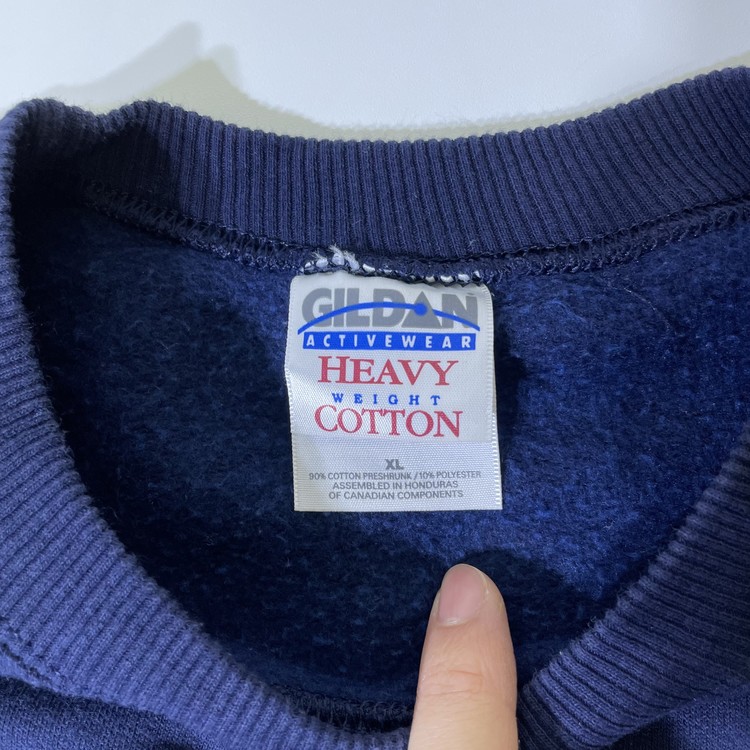 GILDAN
ACTIVEWEAR
HEAVY
WEIGHT
COTTON
XL
90% COTTON PRESHRUNK / 10% POLYESTER
ASSEMBLED IN HONDURAS
OF CANADIAN COMPONENTS